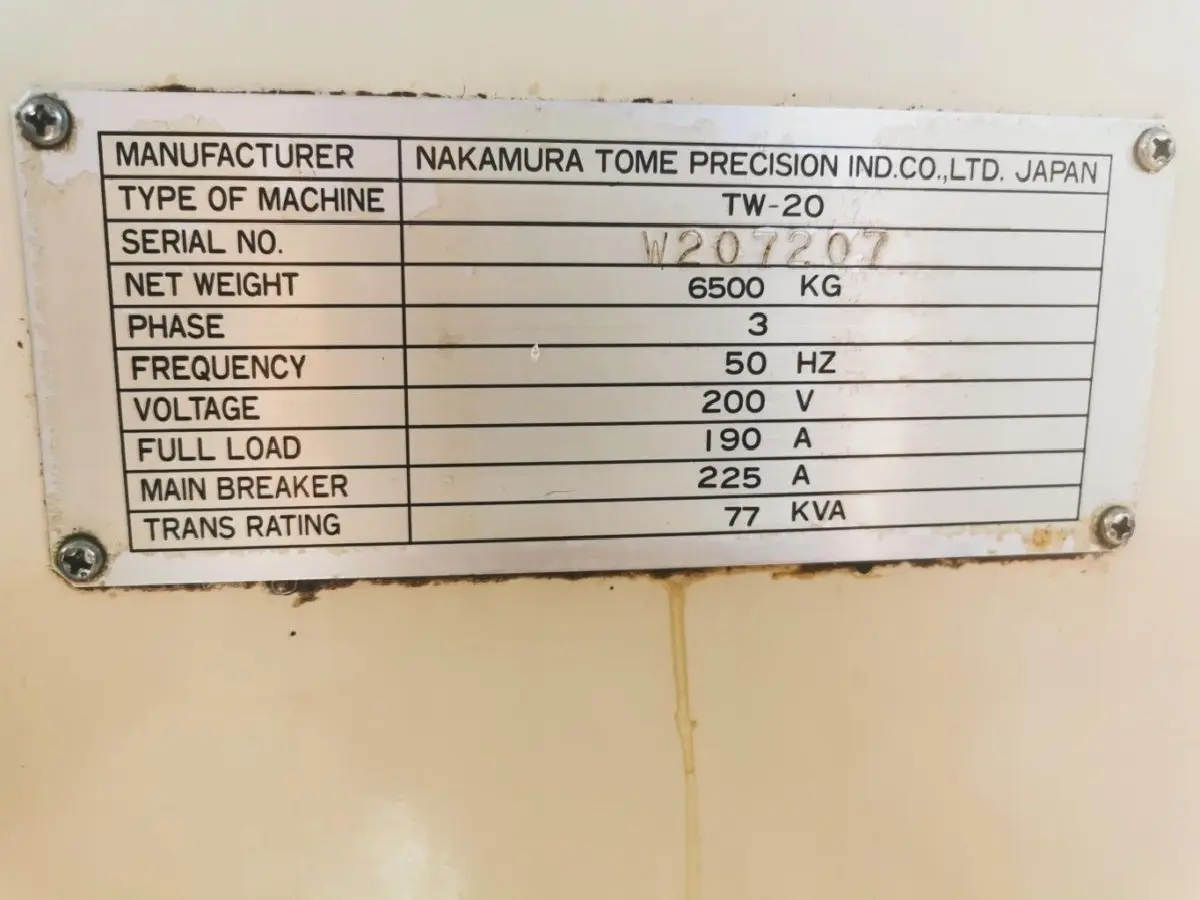 MANUFACTURER NAKAMURA TOME PRECISION IND.CO.,LTD. JAPAN
TYPE OF MACHINE TW-20
SERIAL NO. W207207
NET WEIGHT 6500 KG
PHASE 3
FREQUENCY 50 HZ
VOLTAGE 200 V
FULL LOAD 190 A
MAIN BREAKER 225 A
TRANS RATING 77 KVA